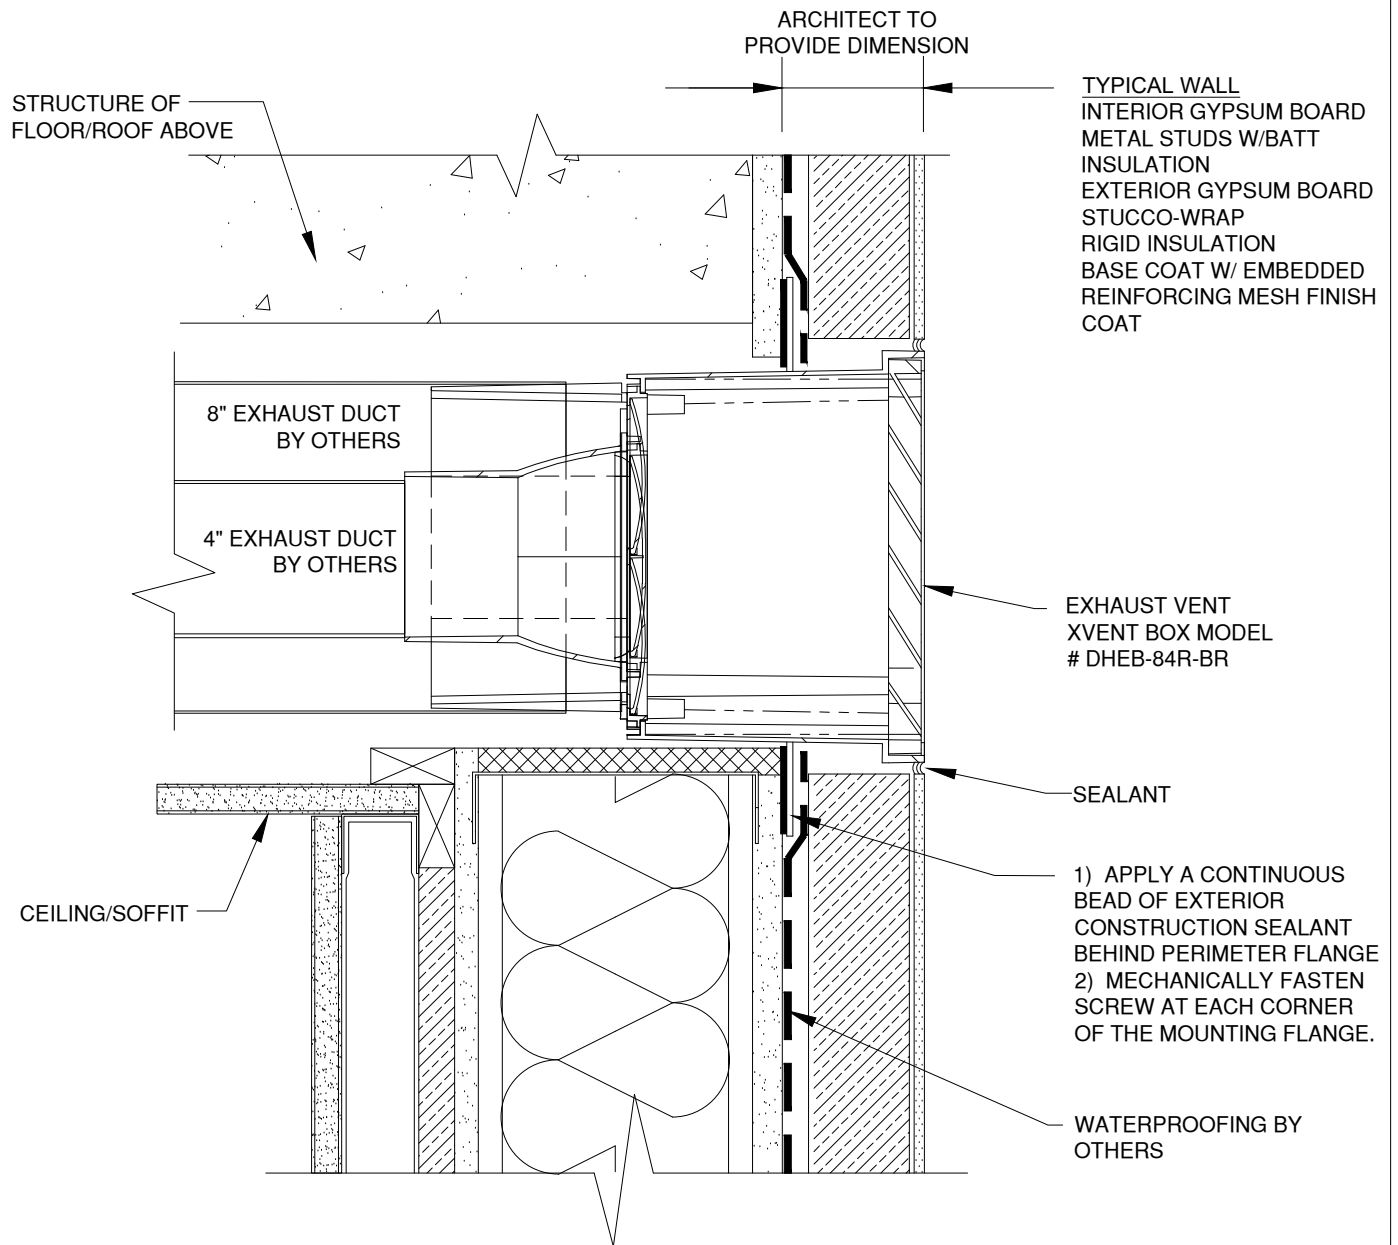 ARCHITECT TO
PROVIDE DIMENSION
STRUCTURE OF
FLOOR/ROOF ABOVE
TYPICAL WALL
INTERIOR GYPSUM BOARD
METAL STUDS W/BATT
INSULATION
EXTERIOR GYPSUM BOARD
STUCCO-WRAP
RIGID INSULATION
BASE COAT W/ EMBEDDED
REINFORCING MESH FINISH
COAT
8" EXHAUST DUCT
BY OTHERS
4" EXHAUST DUCT
BY OTHERS
EXHAUST VENT
XVENT BOX MODEL
# DHEB-84R-BR
SEALANT
CEILING/SOFFIT
1) APPLY A CONTINUOUS
BEAD OF EXTERIOR
CONSTRUCTION SEALANT
BEHIND PERIMETER FLANGE
2) MECHANICALLY FASTEN
SCREW AT EACH CORNER
OF THE MOUNTING FLANGE.
WATERPROOFING BY
OTHERS